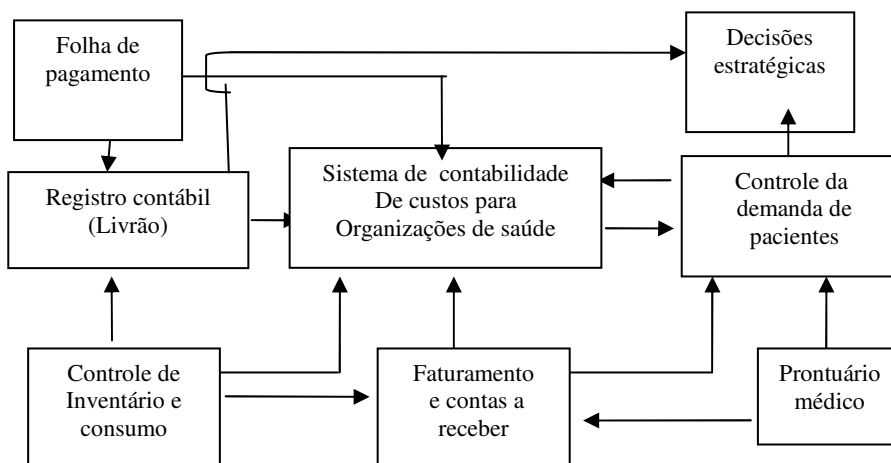 Folha de
pagamento
Decisões
estratégicas
Registro contábil
(Livrão)
Sistema de contabilidade
De custos para
Organizações de saúde
Controle da
demanda de
pacientes
Controle de
Inventário e
consumo
Faturamento
e contas a
receber
Prontuário
médico